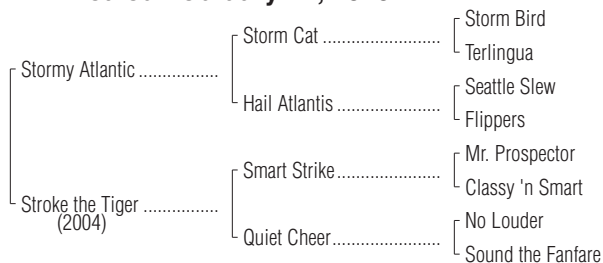 Storm Bird
Storm Cat ........................
Terlingua
Stormy Atlantic .................
Seattle Slew
Hail Atlantis ......................
Flippers
Mr. Prospector
Smart Strike......................
Classy 'n Smart
Stroke the Tiger ................
(2004)
No Louder
Quiet Cheer.......................
Sound the Fanfare